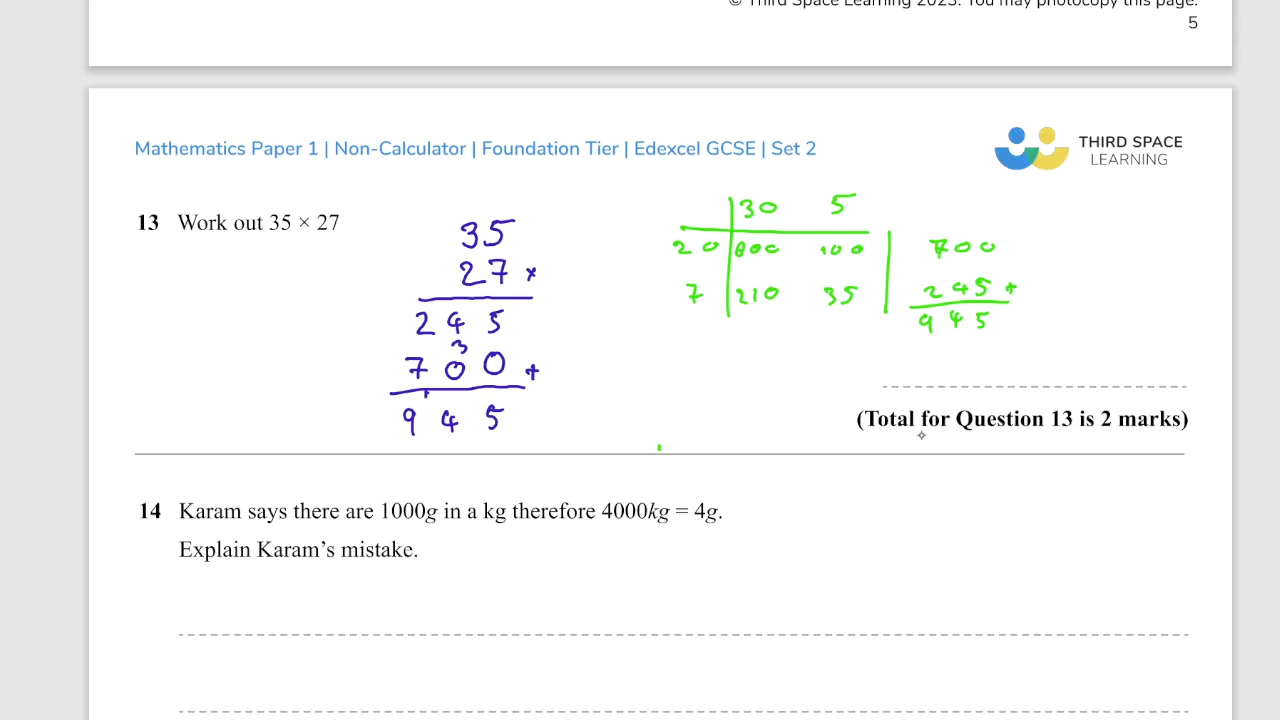 © Third Space Learning 2023. You may photocopy this page.
5
Mathematics Paper 1 | Non-Calculator | Foundation Tier | Edexcel GCSE | Set 2
THIRD SPACE
LEARNING
13 Work out 35 × 27
35
27 ×
245
3
700 +
1
945
30 5
20 600 100
7 210 35
700
245 +
945
(Total for Question 13 is 2 marks)
14 Karam says there are 1000g in a kg therefore 4000kg = 4g.
Explain Karam’s mistake.